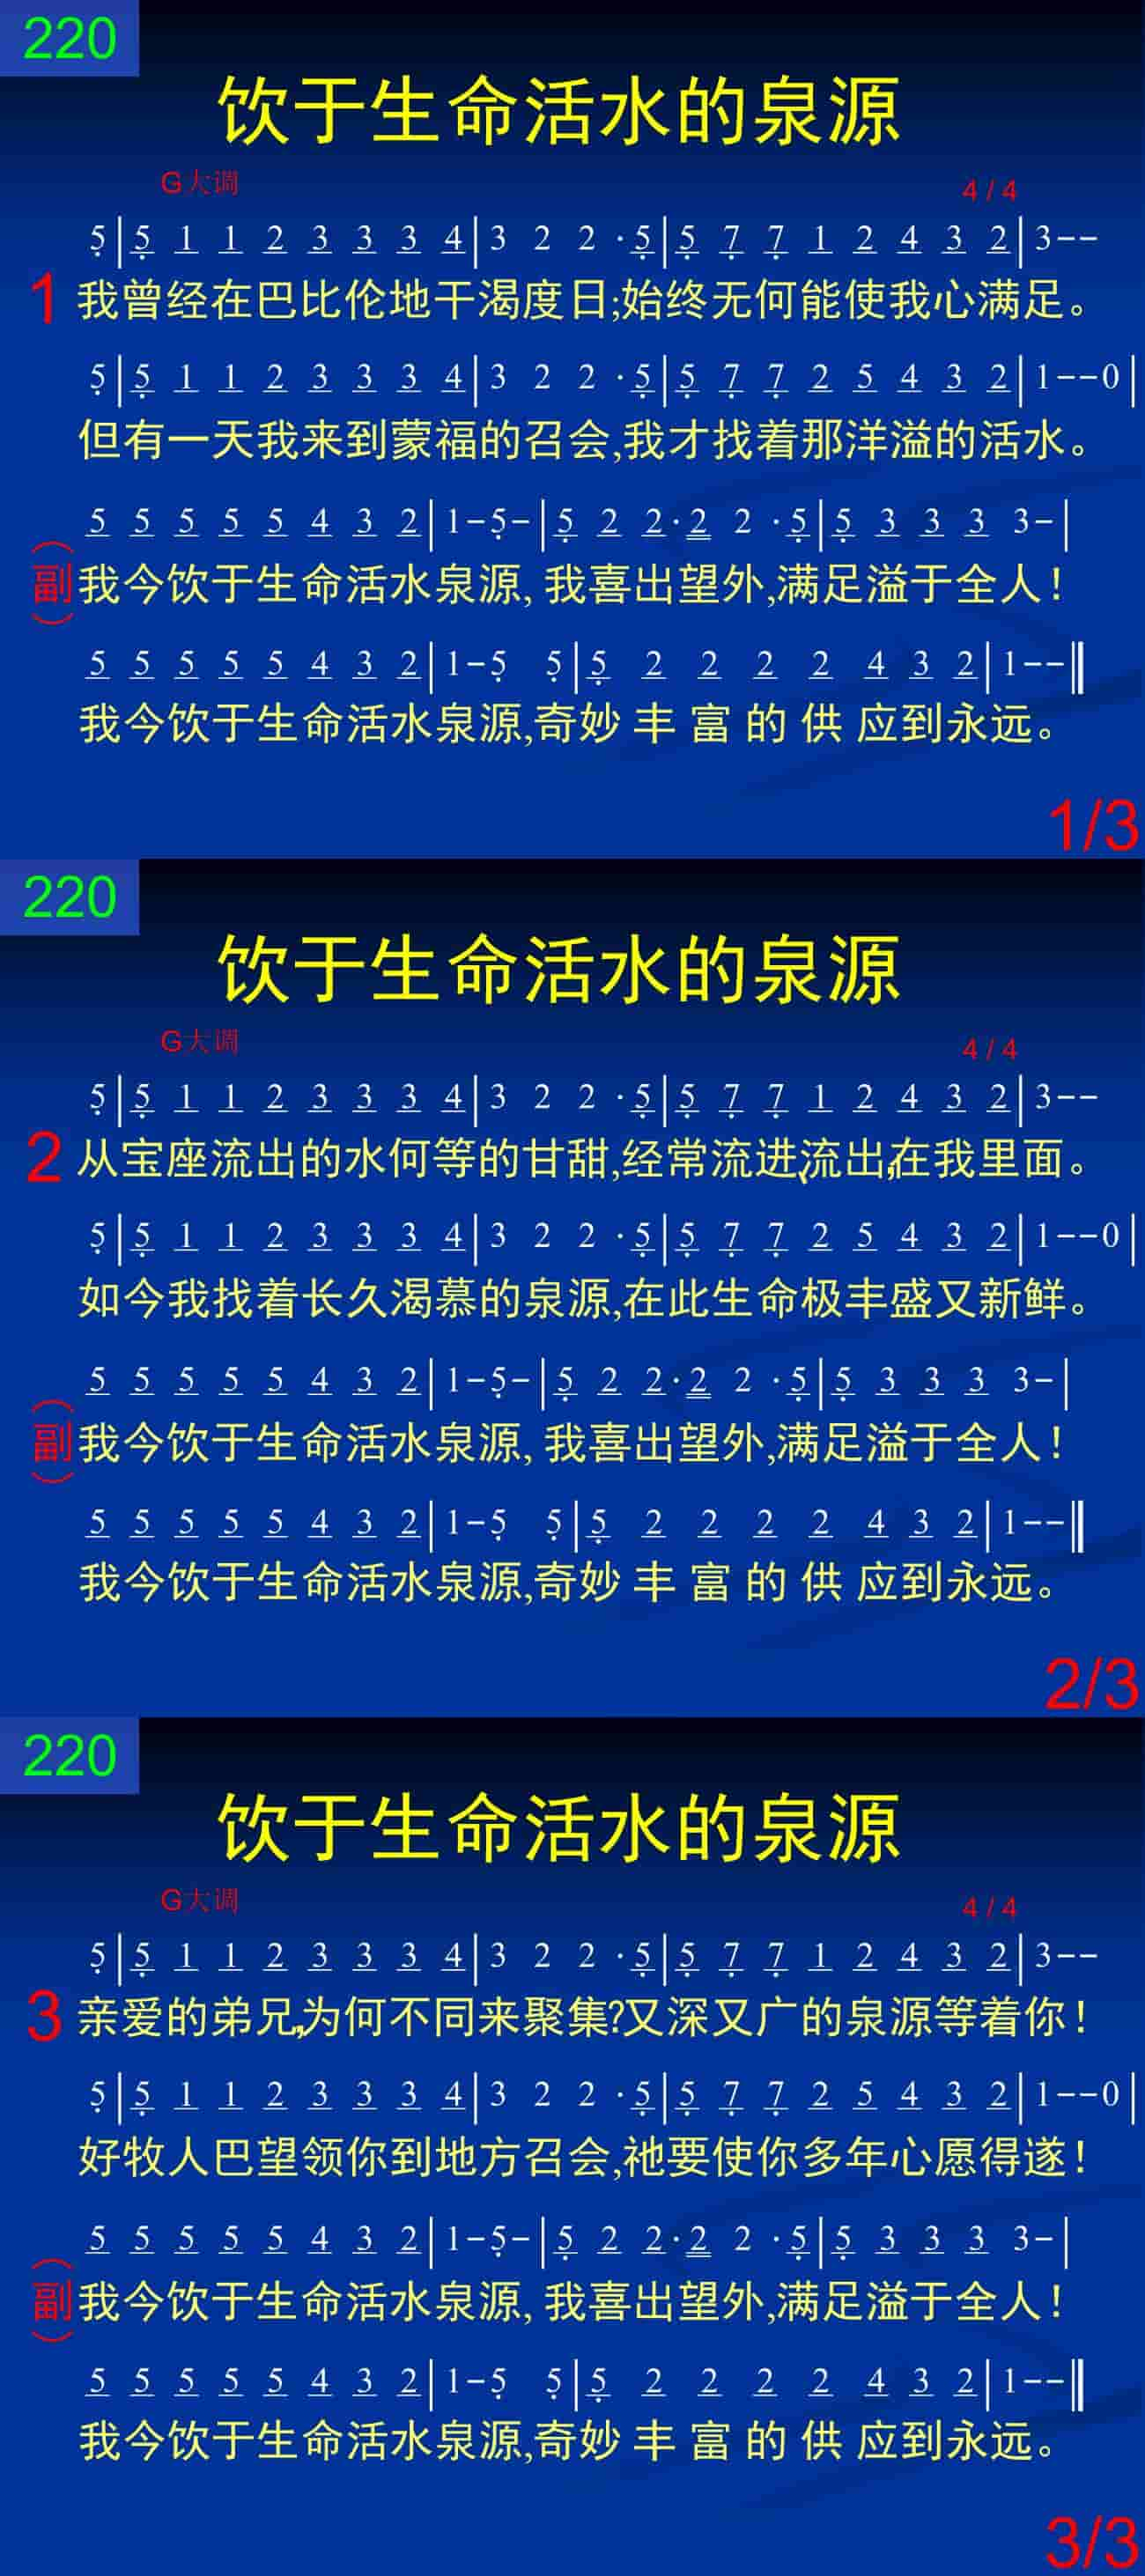 220
饮于生命活水的泉源
G大调 4/4
5|5 1 1 2 3 3 3 4|3 2 2 ·5|5 7 7 1 2 4 3 2|3--
1 我曾经在巴比伦地干渴度日;始终无何能使我心满足。
5|5 1 1 2 3 3 3 4|3 2 2 ·5|5 7 7 2 5 4 3 2|1--0|
但有一天我来到蒙福的召会,我才找着那洋溢的活水。
5 5 5 5 5 4 3 2|1-5-|5 2 2·2 2 ·5|5 3 3 3 3-|
(副) 我今饮于生命活水泉源, 我喜出望外,满足溢于全人!
5 5 5 5 5 4 3 2|1-5 5|5 2 2 2 2 4 3 2|1--‖
我今饮于生命活水泉源,奇妙 丰 富 的 供 应到永远。
1/3
220
饮于生命活水的泉源
G大调 4/4
5|5 1 1 2 3 3 3 4|3 2 2 ·5|5 7 7 1 2 4 3 2|3--
2 从宝座流出的水何等的甘甜,经常流进、流出,在我里面。
5|5 1 1 2 3 3 3 4|3 2 2 ·5|5 7 7 2 5 4 3 2|1--0|
如今我找着长久渴慕的泉源,在此生命极丰盛又新鲜。
5 5 5 5 5 4 3 2|1-5-|5 2 2·2 2 ·5|5 3 3 3 3-|
(副) 我今饮于生命活水泉源, 我喜出望外,满足溢于全人!
5 5 5 5 5 4 3 2|1-5 5|5 2 2 2 2 4 3 2|1--‖
我今饮于生命活水泉源,奇妙 丰 富 的 供 应到永远。
2/3
220
饮于生命活水的泉源
G大调 4/4
5|5 1 1 2 3 3 3 4|3 2 2 ·5|5 7 7 1 2 4 3 2|3--
3 亲爱的弟兄,为何不同来聚集?又深又广的泉源等着你!
5|5 1 1 2 3 3 3 4|3 2 2 ·5|5 7 7 2 5 4 3 2|1--0|
好牧人巴望领你到地方召会,祂要使你多年心愿得遂!
5 5 5 5 5 4 3 2|1-5-|5 2 2·2 2 ·5|5 3 3 3 3-|
(副) 我今饮于生命活水泉源, 我喜出望外,满足溢于全人!
5 5 5 5 5 4 3 2|1-5 5|5 2 2 2 2 4 3 2|1--‖
我今饮于生命活水泉源,奇妙 丰 富 的 供 应到永远。
3/3